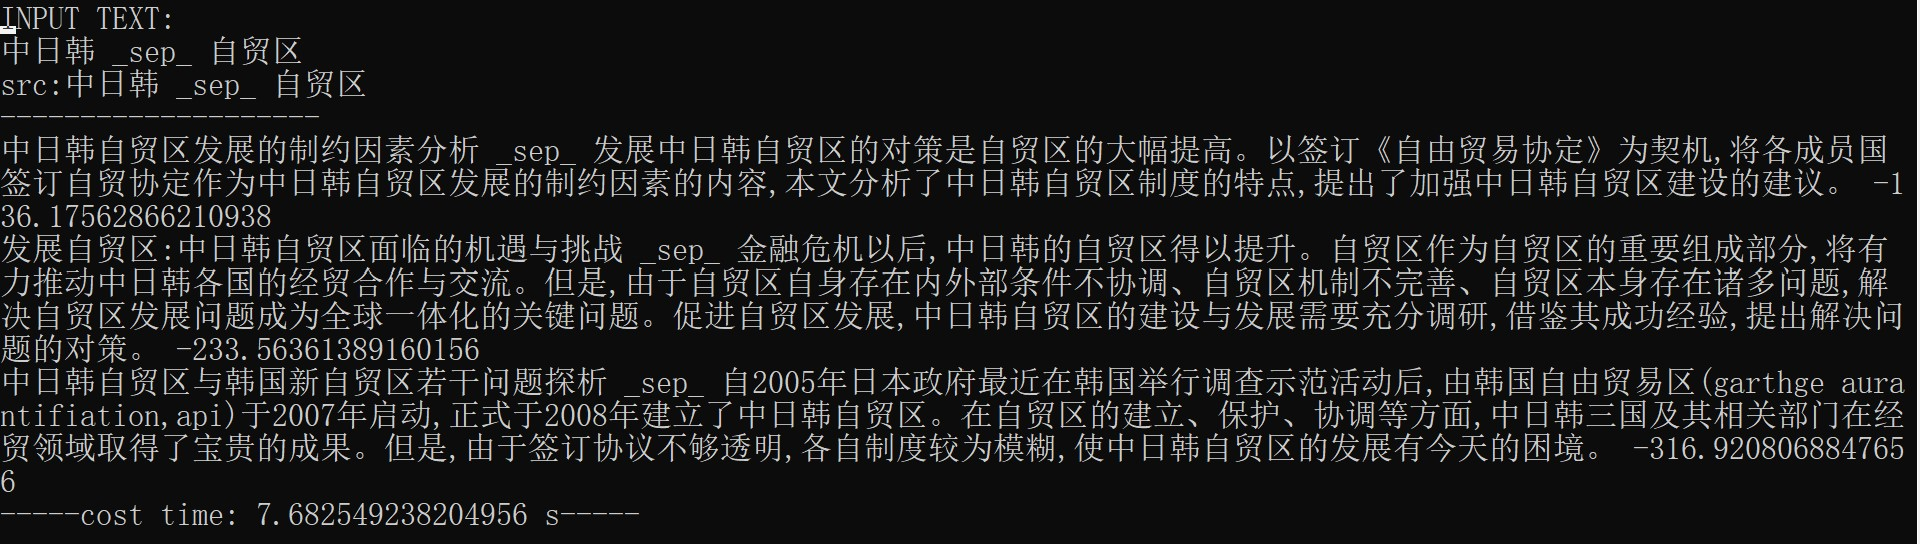 INPUT TEXT:
中日韩 _sep_ 自贸区
src:中日韩 _sep_ 自贸区
--------------------
中日韩自贸区发展的制约因素分析 _sep_ 发展中日韩自贸区的对策是自贸区的大幅提高。以签订《自由贸易协定》为契机,将各成员国
签订自贸协定作为中日韩自贸区发展的制约因素的内容,本文分析了中日韩自贸区制度的特点,提出了加强中日韩自贸区建设的建议。 -1
36.17562866210938
发展自贸区:中日韩自贸区面临的机遇与挑战 _sep_ 金融危机以后,中日韩的自贸区得以提升。自贸区作为自贸区的重要组成部分,将有
力推动中日韩各国的经贸合作与交流。但是,由于自贸区自身存在内外部条件不协调、自贸区机制不完善、自贸区本身存在诸多问题,解
决自贸区发展问题成为全球一体化的关键问题。促进自贸区发展,中日韩自贸区的建设与发展需要充分调研,借鉴其成功经验,提出解决问
题的对策。 -233.56361389160156
中日韩自贸区与韩国新自贸区若干问题探析 _sep_ 自2005年日本政府最近在韩国举行调查示范活动后,由韩国自由贸易区(garthge aura
ntifiation,api)于2007年启动,正式于2008年建立了中日韩自贸区。在自贸区的建立、保护、协调等方面,中日韩三国及其相关部门在经
贸领域取得了宝贵的成果。但是,由于签订协议不够透明,各自制度较为模糊,使中日韩自贸区的发展有今天的困境。 -316.920806884765
6
-----cost time: 7.682549238204956 s-----